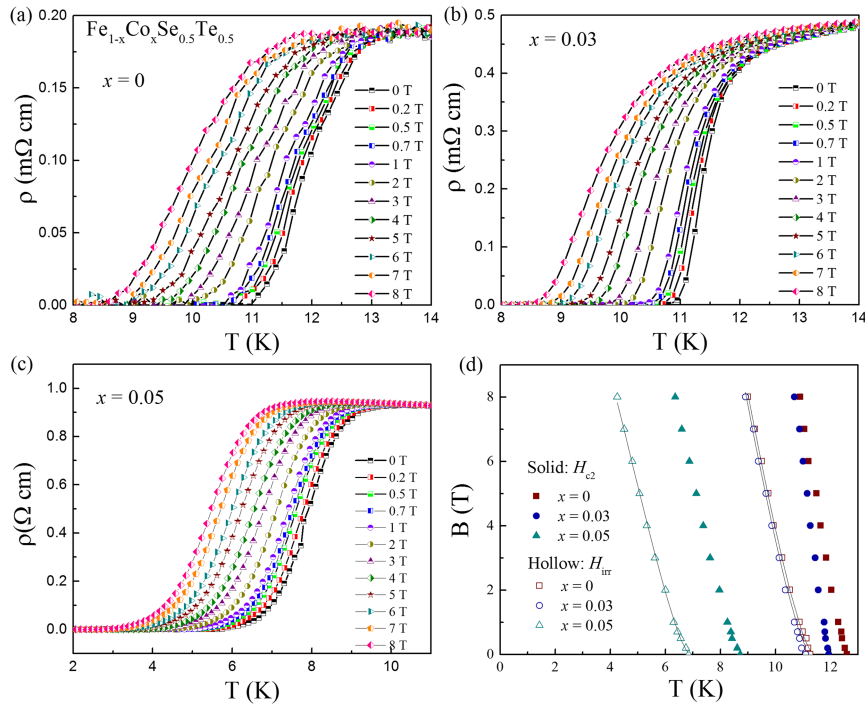 (a)
Fe1-xCoxSe0.5Te0.5
x = 0
0.20
0.15
0.10
0.05
0.00
ρ (mΩ cm)
0 T
0.2 T
0.5 T
0.7 T
1 T
2 T
3 T
4 T
5 T
6 T
7 T
8 T
8 9 10 11 12 13 14
T (K)
(b)
x = 0.03
0.5
0.4
0.3
0.2
0.1
0.0
ρ (mΩ cm)
0 T
0.2 T
0.5 T
0.7 T
1 T
2 T
3 T
4 T
5 T
6 T
7 T
8 T
8 9 10 11 12 13 14
T (K)
(c)
x = 0.05
1.0
0.8
0.6
0.4
0.2
0.0
ρ(Ω cm)
0 T
0.2 T
0.5 T
0.7 T
1 T
2 T
3 T
4 T
5 T
6 T
7 T
8 T
2 4 6 8 10
T (K)
(d)
8
6
4
2
0
B (T)
Solid: Hc2
x = 0
x = 0.03
x = 0.05
Hollow: Hirr
x = 0
x = 0.03
x = 0.05
0 2 4 6 8 10 12
T (K)